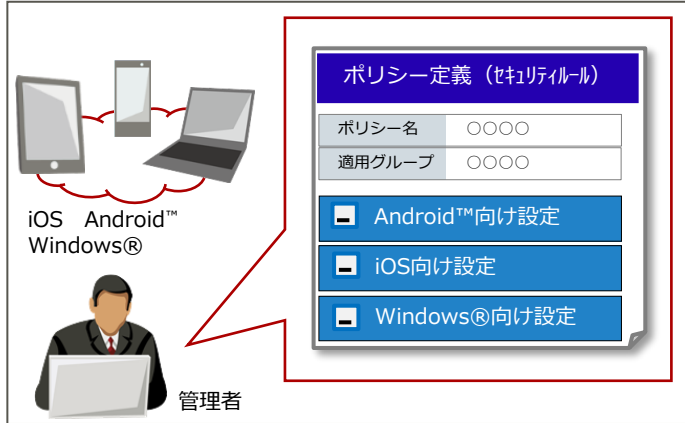 ポリシー定義（ｾｷｭﾘﾃｨﾙｰﾙ）
ポリシー名 ○○○○
適用グループ ○○○○
Android™向け設定
iOS向け設定
Windows®向け設定
iOS Android™
Windows®
管理者